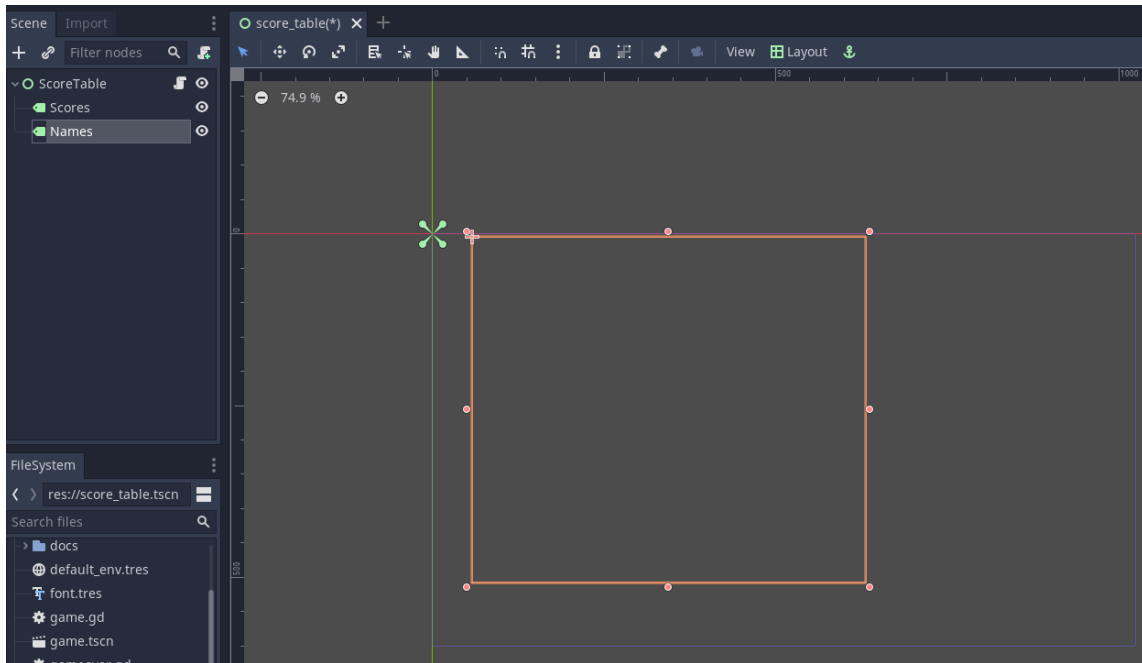 Scene Import
score_table(*)
Filter nodes
View Layout
0 500 1000
ScoreTable
74.9 %
Scores
Names
0
FileSystem
res://score_table.tscn
Search files
docs
500
default_env.tres
font.tres
game.gd
game.tscn